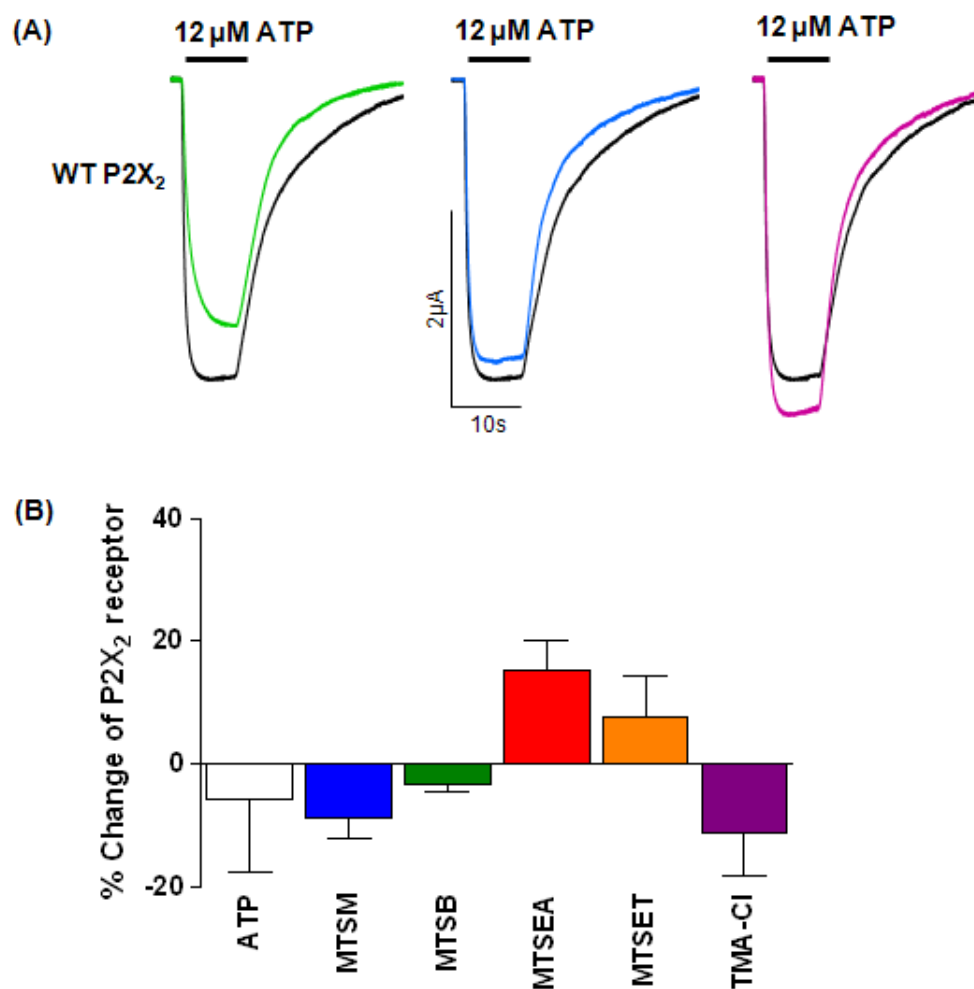 (A)
12 µM ATP
12 µM ATP
12 µM ATP
WT P2X₂
2µA
10s
(B)
% Change of P2X₂ receptor
40
20
0
-20
ATP
MTSM
MTSB
MTSEA
MTSET
TMA-Cl